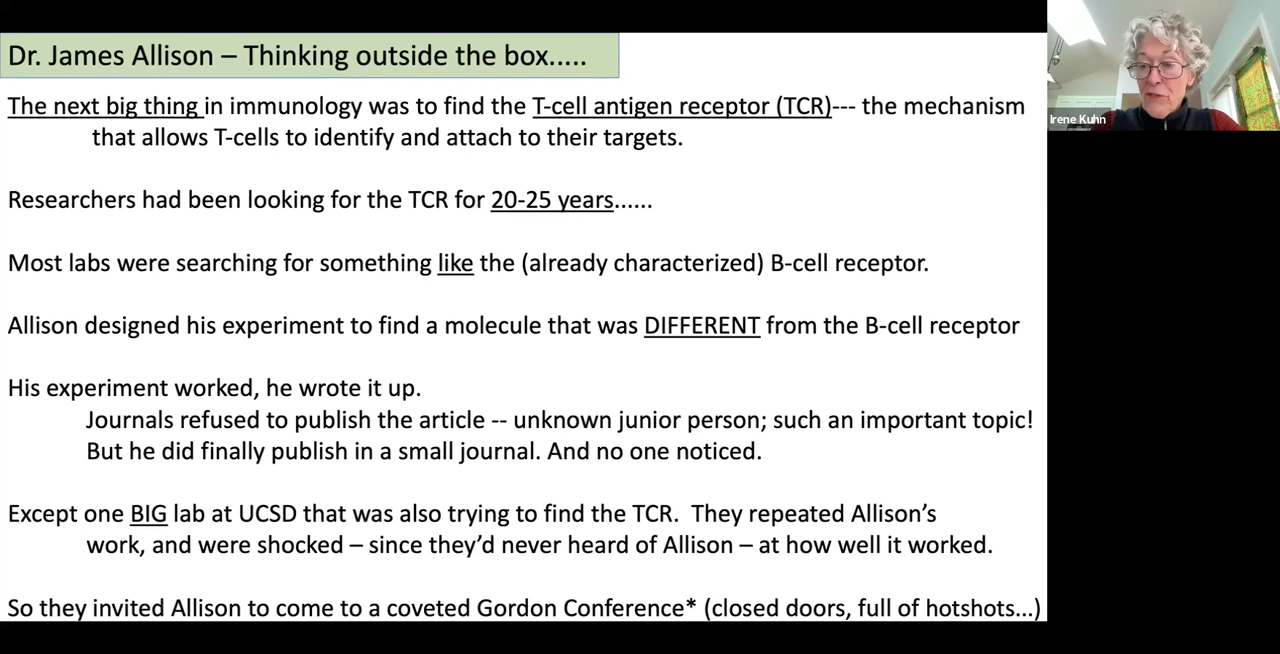 Dr. James Allison – Thinking outside the box.....
The next big thing in immunology was to find the T-cell antigen receptor (TCR)--- the mechanism
that allows T-cells to identify and attach to their targets.
Researchers had been looking for the TCR for 20-25 years......
Most labs were searching for something like the (already characterized) B-cell receptor.
Allison designed his experiment to find a molecule that was DIFFERENT from the B-cell receptor
His experiment worked, he wrote it up.
Journals refused to publish the article -- unknown junior person; such an important topic!
But he did finally publish in a small journal. And no one noticed.
Except one BIG lab at UCSD that was also trying to find the TCR.  They repeated Allison’s
work, and were shocked – since they’d never heard of Allison – at how well it worked.
So they invited Allison to come to a coveted Gordon Conference* (closed doors, full of hotshots...)
Irene Kuhn